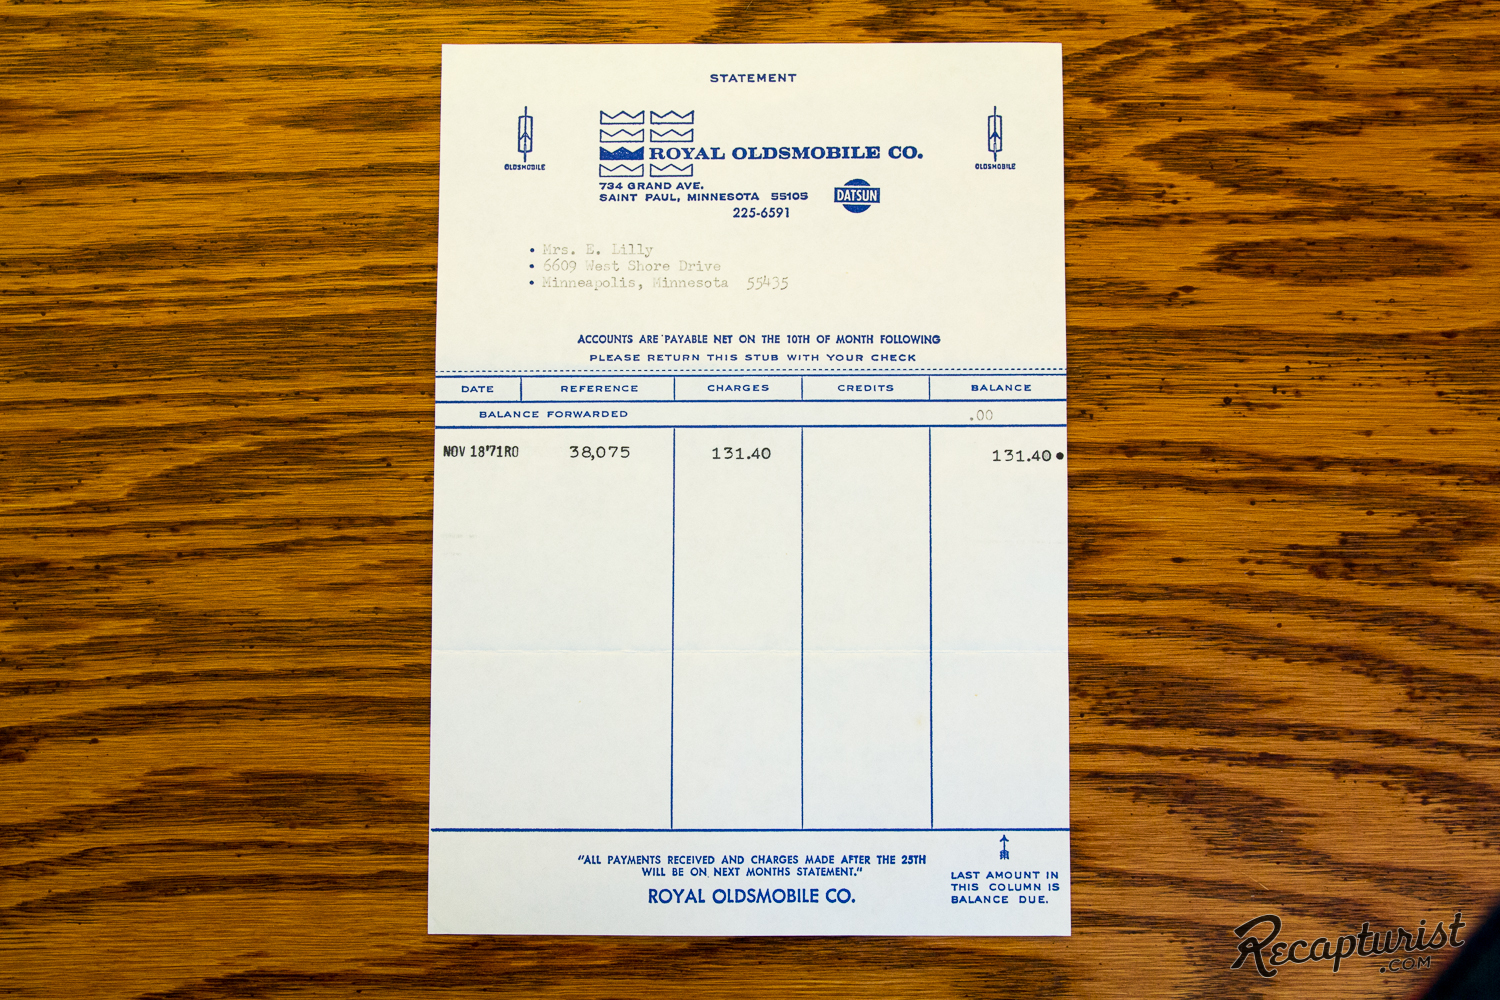 STATEMENT
OLDSMOBILE
OLDSMOBILE
ROYAL OLDSMOBILE CO.
734 GRAND AVE.
SAINT PAUL, MINNESOTA 55105
225-6591
DATSUN
• Mrs. E. Lilly
• 6609 West Shore Drive
• Minneapolis, Minnesota 55435
ACCOUNTS ARE PAYABLE NET ON THE 10TH OF MONTH FOLLOWING
PLEASE RETURN THIS STUB WITH YOUR CHECK
DATE REFERENCE CHARGES CREDITS BALANCE
BALANCE FORWARDED .00
NOV 18'71RO 38,075 131.40 131.40 •
"ALL PAYMENTS RECEIVED AND CHARGES MADE AFTER THE 25TH
WILL BE ON NEXT MONTHS STATEMENT."
ROYAL OLDSMOBILE CO.
LAST AMOUNT IN
THIS COLUMN IS
BALANCE DUE.
Recapturist
.COM